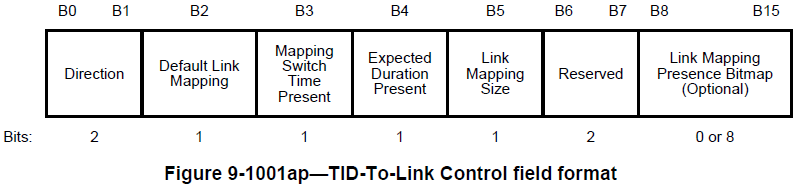 B0 B1 B2 B3 B4 B5 B6 B7 B8 B15
Direction
Default Link
Mapping
Mapping
Switch
Time
Present
Expected
Duration
Present
Link
Mapping
Size
Reserved
Link Mapping
Presence Bitmap
(Optional)
Bits: 2 1 1 1 1 2 0 or 8
Figure 9-1001ap—TID-To-Link Control field format